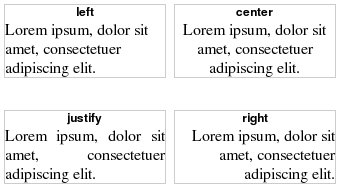 left
Lorem ipsum, dolor sit
amet, consectetuer
adipiscing elit.
center
Lorem ipsum, dolor sit
amet, consectetuer
adipiscing elit.
justify
Lorem ipsum, dolor sit
amet, consectetuer
adipiscing elit.
right
Lorem ipsum, dolor sit
amet, consectetuer
adipiscing elit.